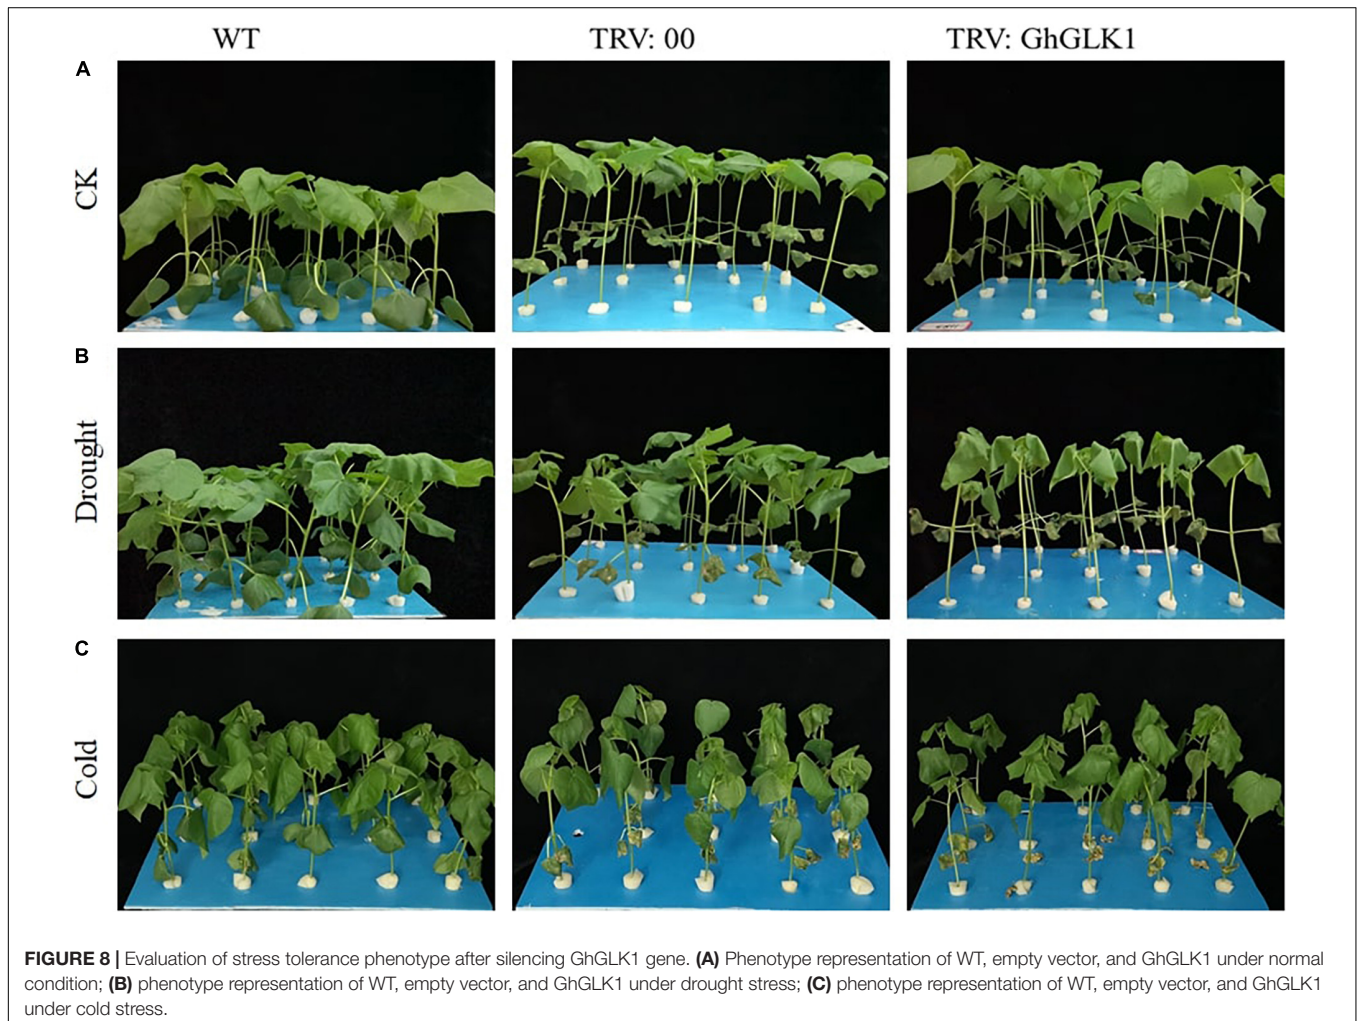 WT TRV: 00 TRV: GhGLK1
A
CK
B
Drought
C
Cold
FIGURE 8 | Evaluation of stress tolerance phenotype after silencing GhGLK1 gene. (A) Phenotype representation of WT, empty vector, and GhGLK1 under normal
condition; (B) phenotype representation of WT, empty vector, and GhGLK1 under drought stress; (C) phenotype representation of WT, empty vector, and GhGLK1
under cold stress.